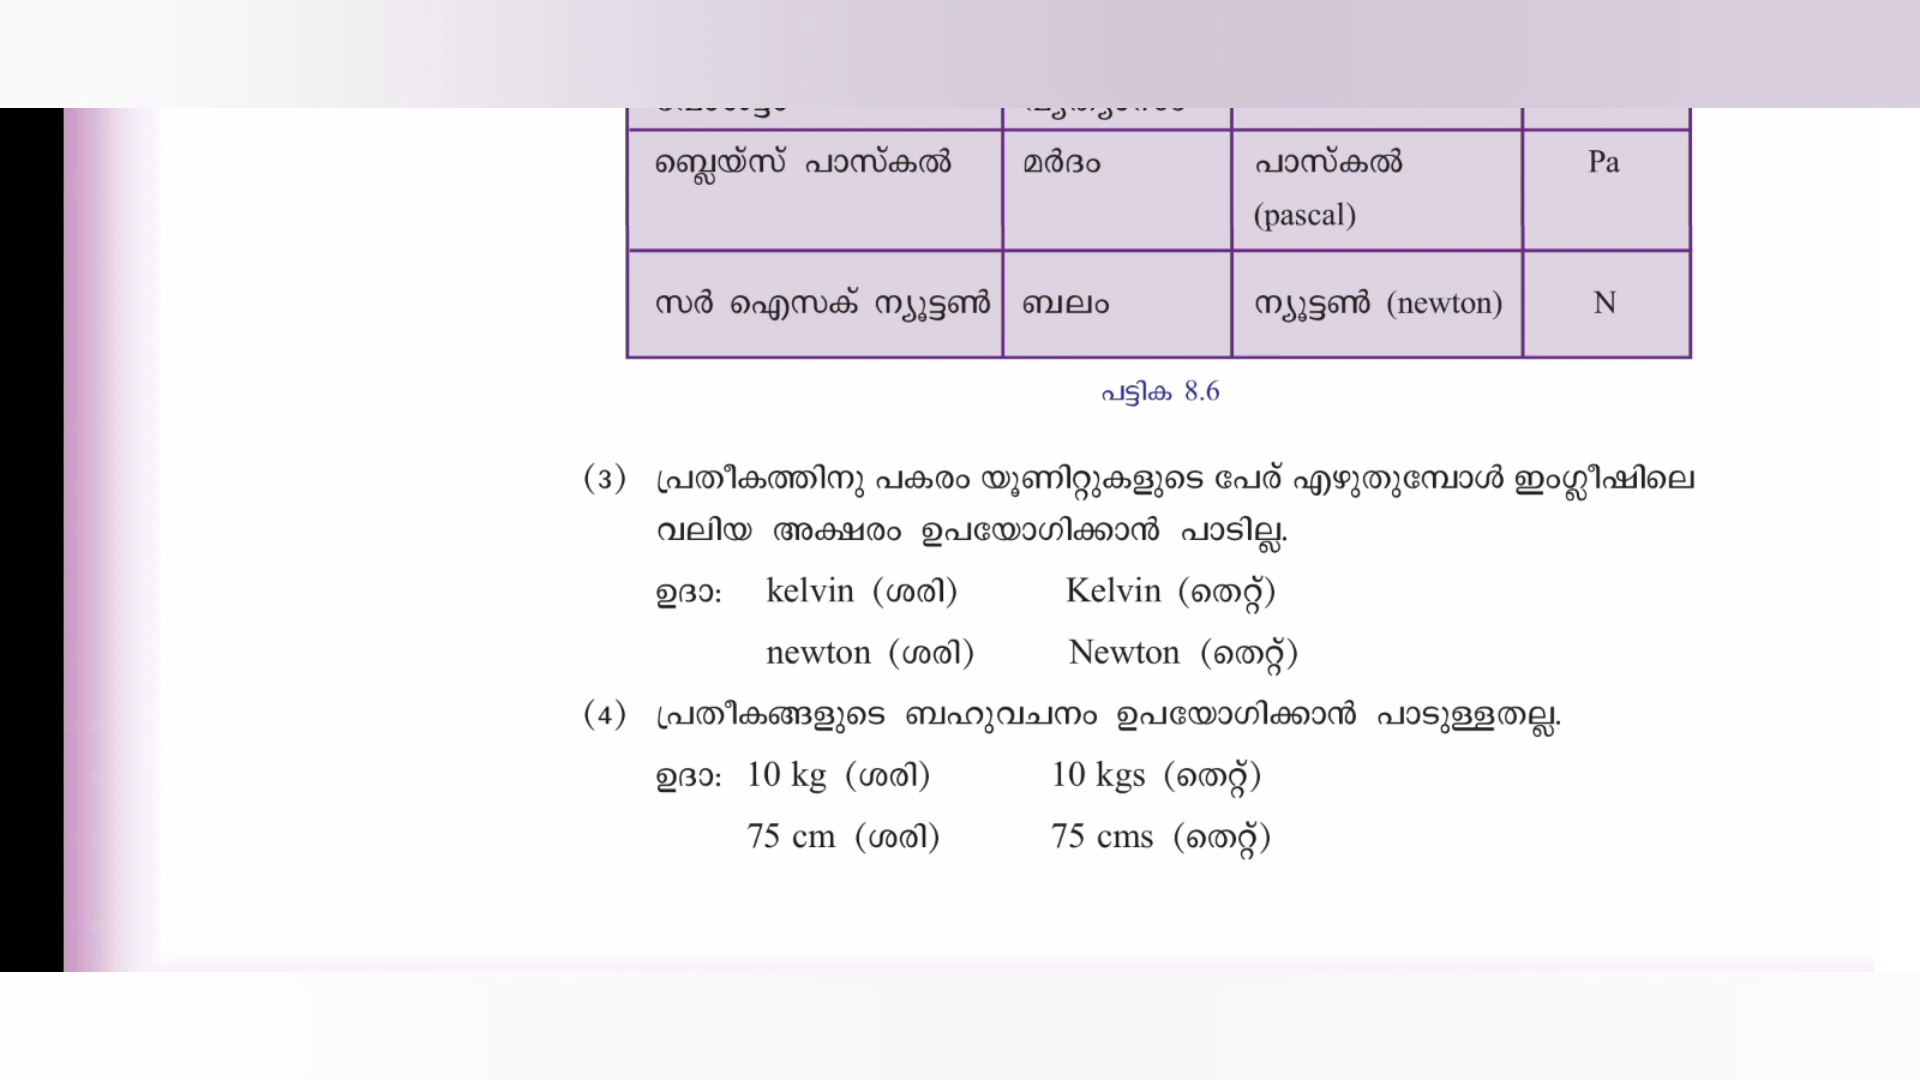 ബ്ലെയ്സ് പാസ്കൽ മർദം പാസ്കൽ Pa
(pascal)
സർ ഐസക് ന്യൂട്ടൺ ബലം ന്യൂട്ടൺ (newton) N
പട്ടിക 8.6
(3) പ്രതീകത്തിനു പകരം യൂണിറ്റുകളുടെ പേര് എഴുതുമ്പോൾ ഇംഗ്ലീഷിലെ
വലിയ അക്ഷരം ഉപയോഗിക്കാൻ പാടില്ല.
ഉദാ: kelvin (ശരി) Kelvin (തെറ്റ്)
newton (ശരി) Newton (തെറ്റ്)
(4) പ്രതീകങ്ങളുടെ ബഹുവചനം ഉപയോഗിക്കാൻ പാടുള്ളതല്ല.
ഉദാ: 10 kg (ശരി) 10 kgs (തെറ്റ്)
75 cm (ശരി) 75 cms (തെറ്റ്)